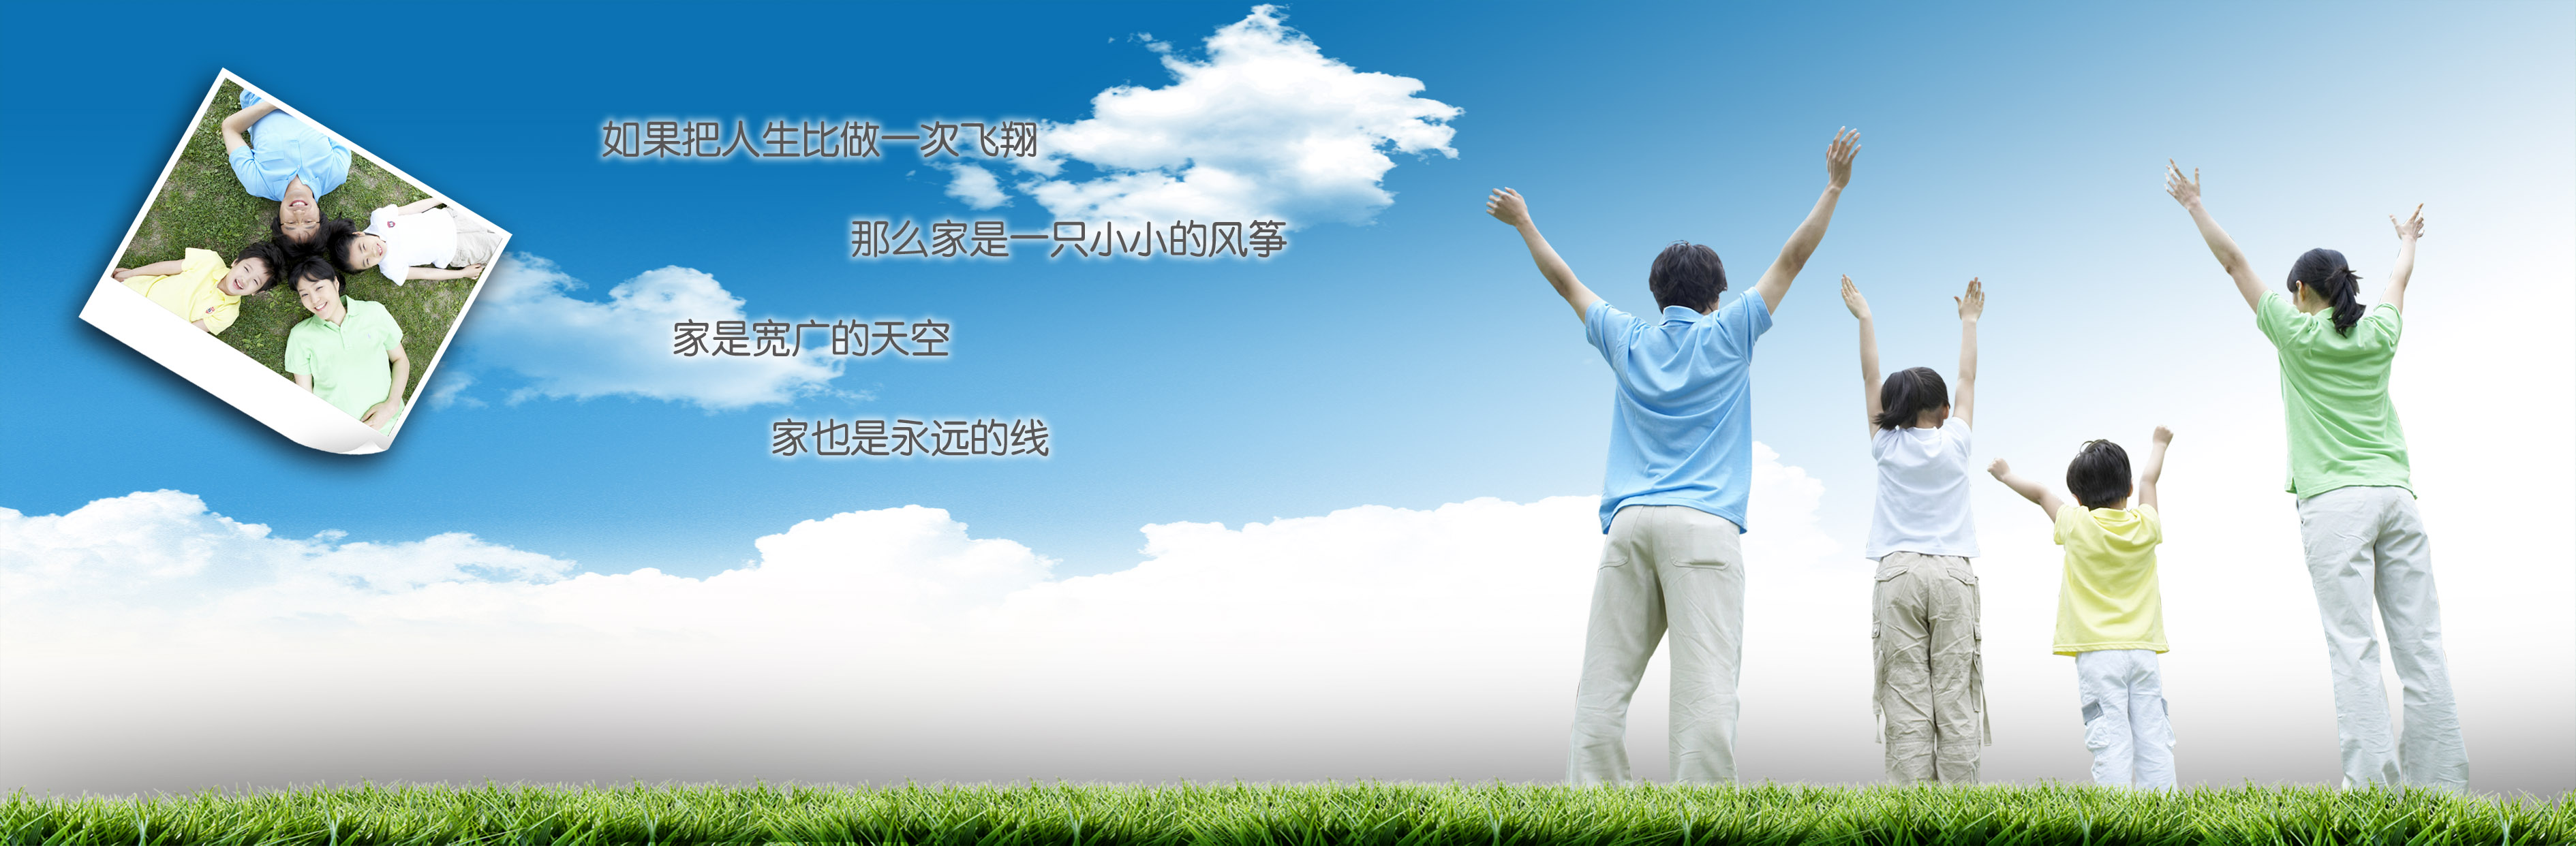 如果把人生比做一次飞翔
那么家是一只小小的风筝
家是宽广的天空
家也是永远的线